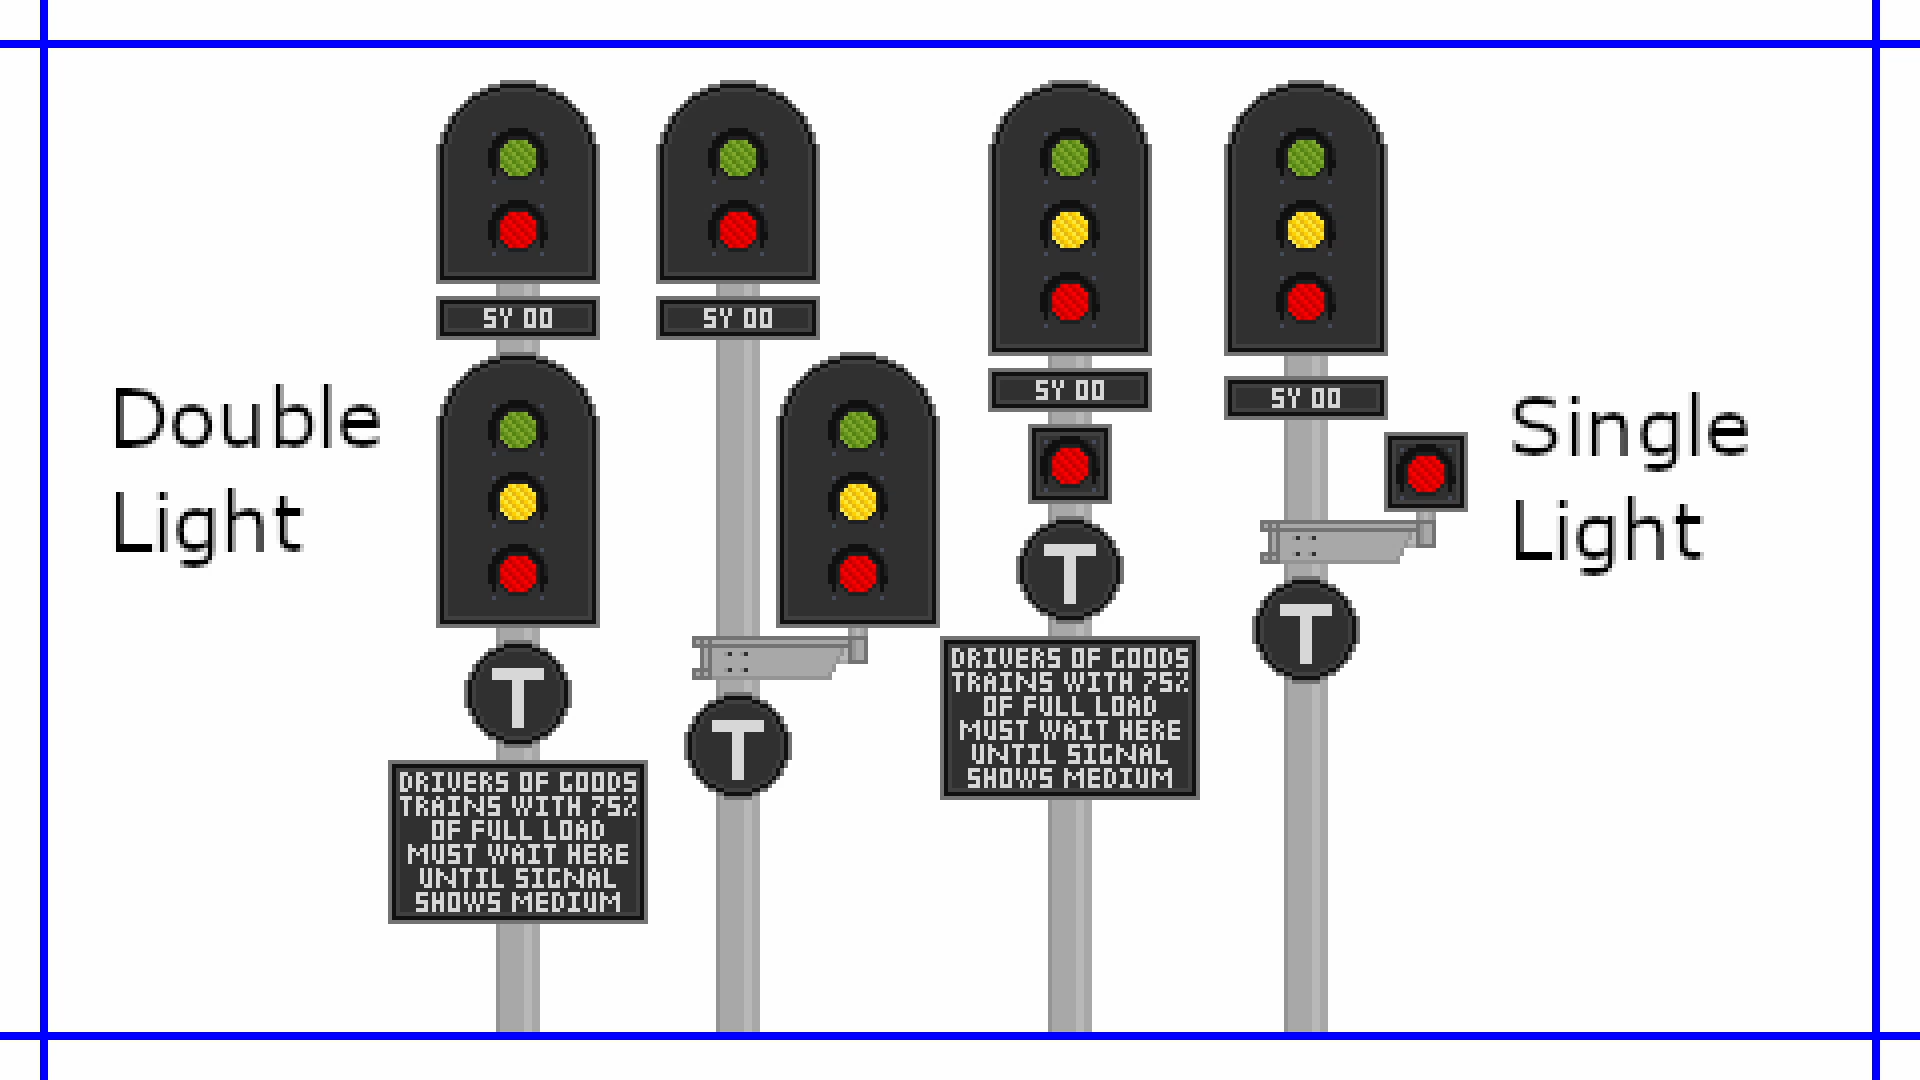 Double
Light
SY 00
T
DRIVERS OF GOODS
TRAINS WITH 75%
OF FULL LOAD
MUST WAIT HERE
UNTIL SIGNAL
SHOWS MEDIUM
SY 00
T
SY 00
T
DRIVERS OF GOODS
TRAINS WITH 75%
OF FULL LOAD
MUST WAIT HERE
UNTIL SIGNAL
SHOWS MEDIUM
SY 00
T
Single
Light